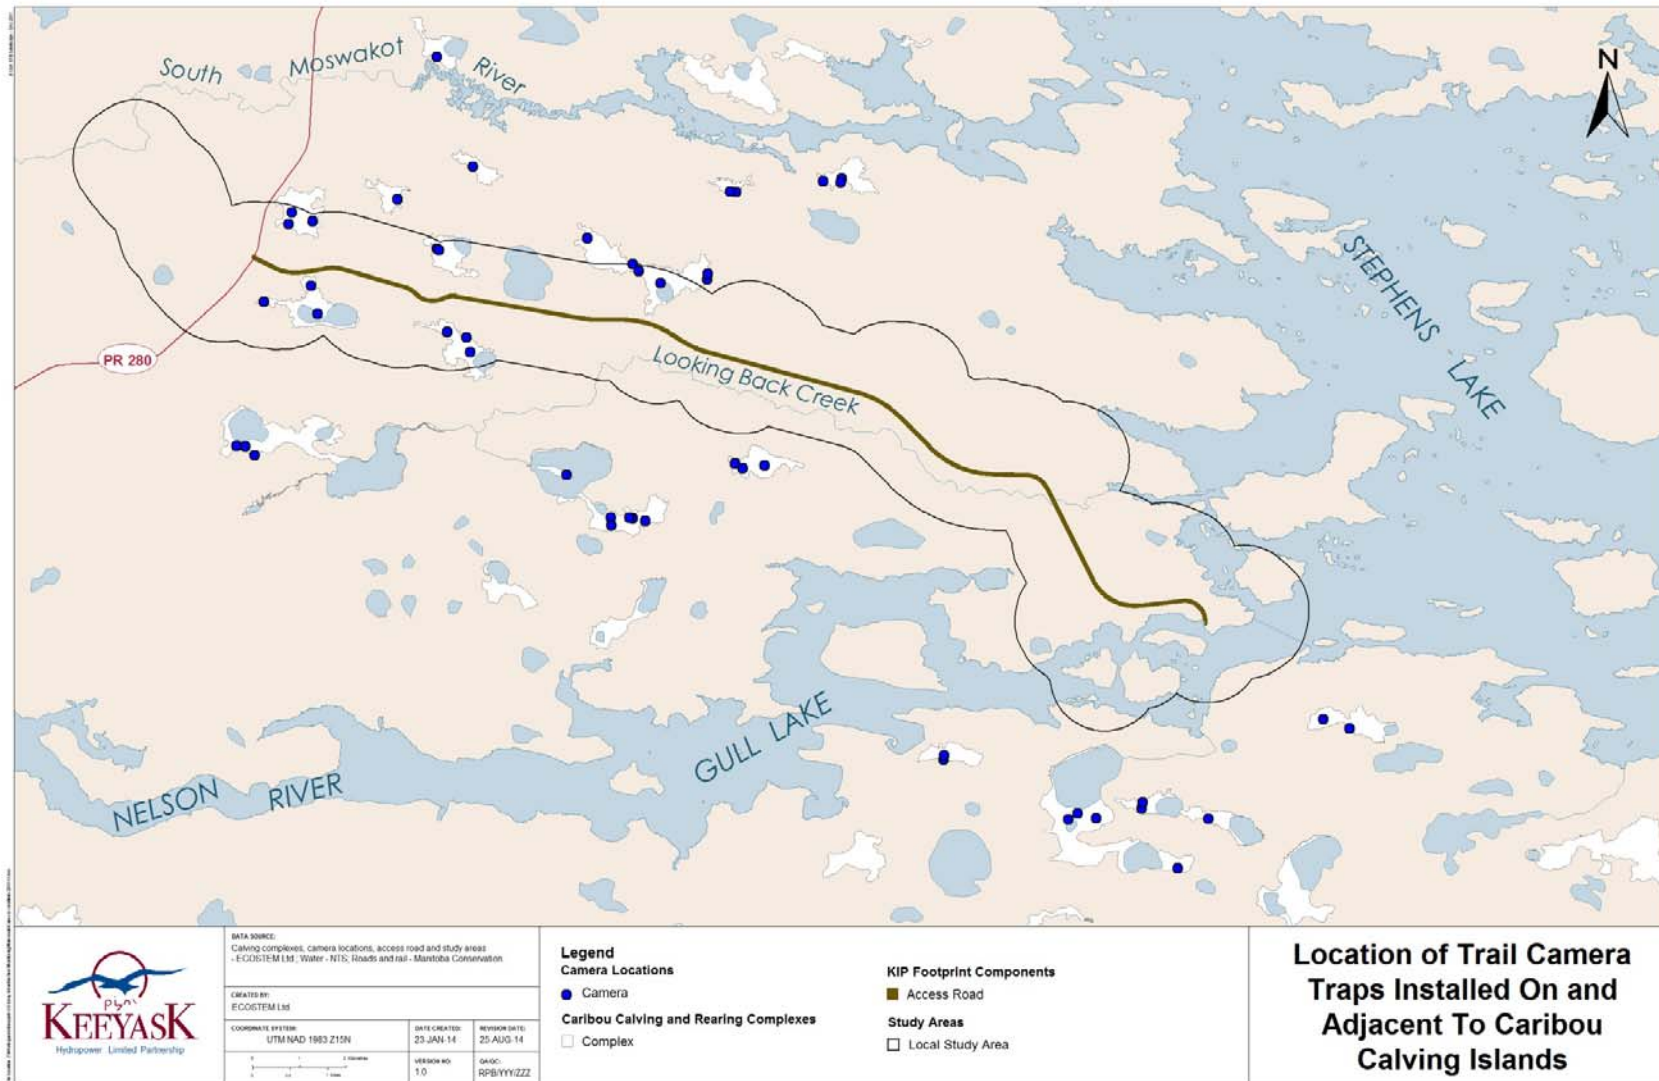 South Moswakot River
N
STEPHENS LAKE
PR 280
Looking Back Creek
GULL LAKE
NELSON RIVER
KEEYASK
Hydropower Limited Partnership
DATA SOURCE:
Calving complexes, camera locations, access road and study areas
- ECOSTEM Ltd.; Water - NTS; Roads and rail - Manitoba Conservation
CREATED BY:
ECOSTEM Ltd.
COORDINATE SYSTEM:
UTM NAD 1983 Z15N
DATE CREATED:
23-JAN-14
REVISION DATE:
25-AUG-14
VERSION NO:
1.0
QA/QC:
RPB/YYY/ZZZ
Legend
Camera Locations
Camera
Caribou Calving and Rearing Complexes
Complex
KIP Footprint Components
Access Road
Study Areas
Local Study Area
Location of Trail Camera
Traps Installed On and
Adjacent To Caribou
Calving Islands